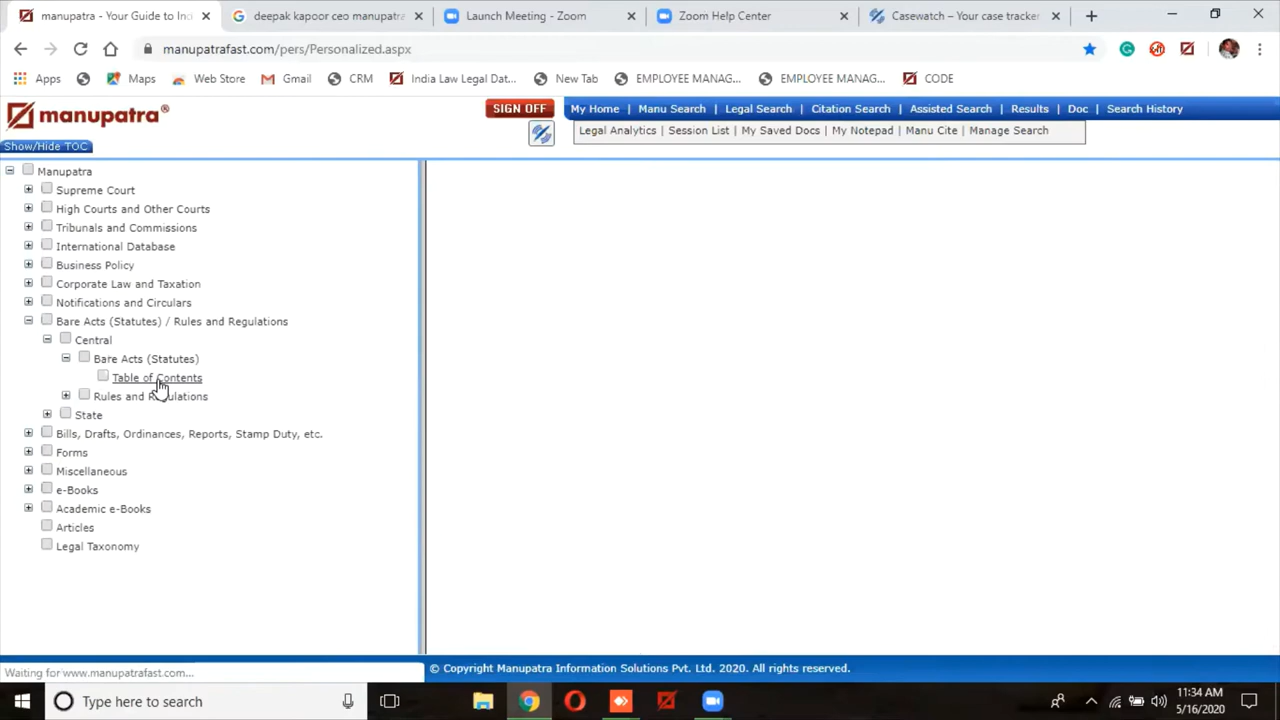 manupatra - Your Guide to Inc
deepak kapoor ceo manupatra
Launch Meeting - Zoom
Zoom Help Center
Casewatch – Your case tracker
manupatrafast.com/pers/Personalized.aspx
Apps
Maps
Web Store
Gmail
CRM
India Law Legal Dat...
New Tab
EMPLOYEE MANAG...
EMPLOYEE MANAG...
CODE
manupatra®
SIGN OFF
My Home | Manu Search | Legal Search | Citation Search | Assisted Search | Results | Doc | Search History
Legal Analytics | Session List | My Saved Docs | My Notepad | Manu Cite | Manage Search
Show/Hide TOC
Manupatra
Supreme Court
High Courts and Other Courts
Tribunals and Commissions
International Database
Business Policy
Corporate Law and Taxation
Notifications and Circulars
Bare Acts (Statutes) / Rules and Regulations
Central
Bare Acts (Statutes)
Table of Contents
Rules and Regulations
State
Bills, Drafts, Ordinances, Reports, Stamp Duty, etc.
Forms
Miscellaneous
e-Books
Academic e-Books
Articles
Legal Taxonomy
Waiting for www.manupatrafast.com...
© Copyright Manupatra Information Solutions Pvt. Ltd. 2020. All rights reserved.
Type here to search
11:34 AM
5/16/2020